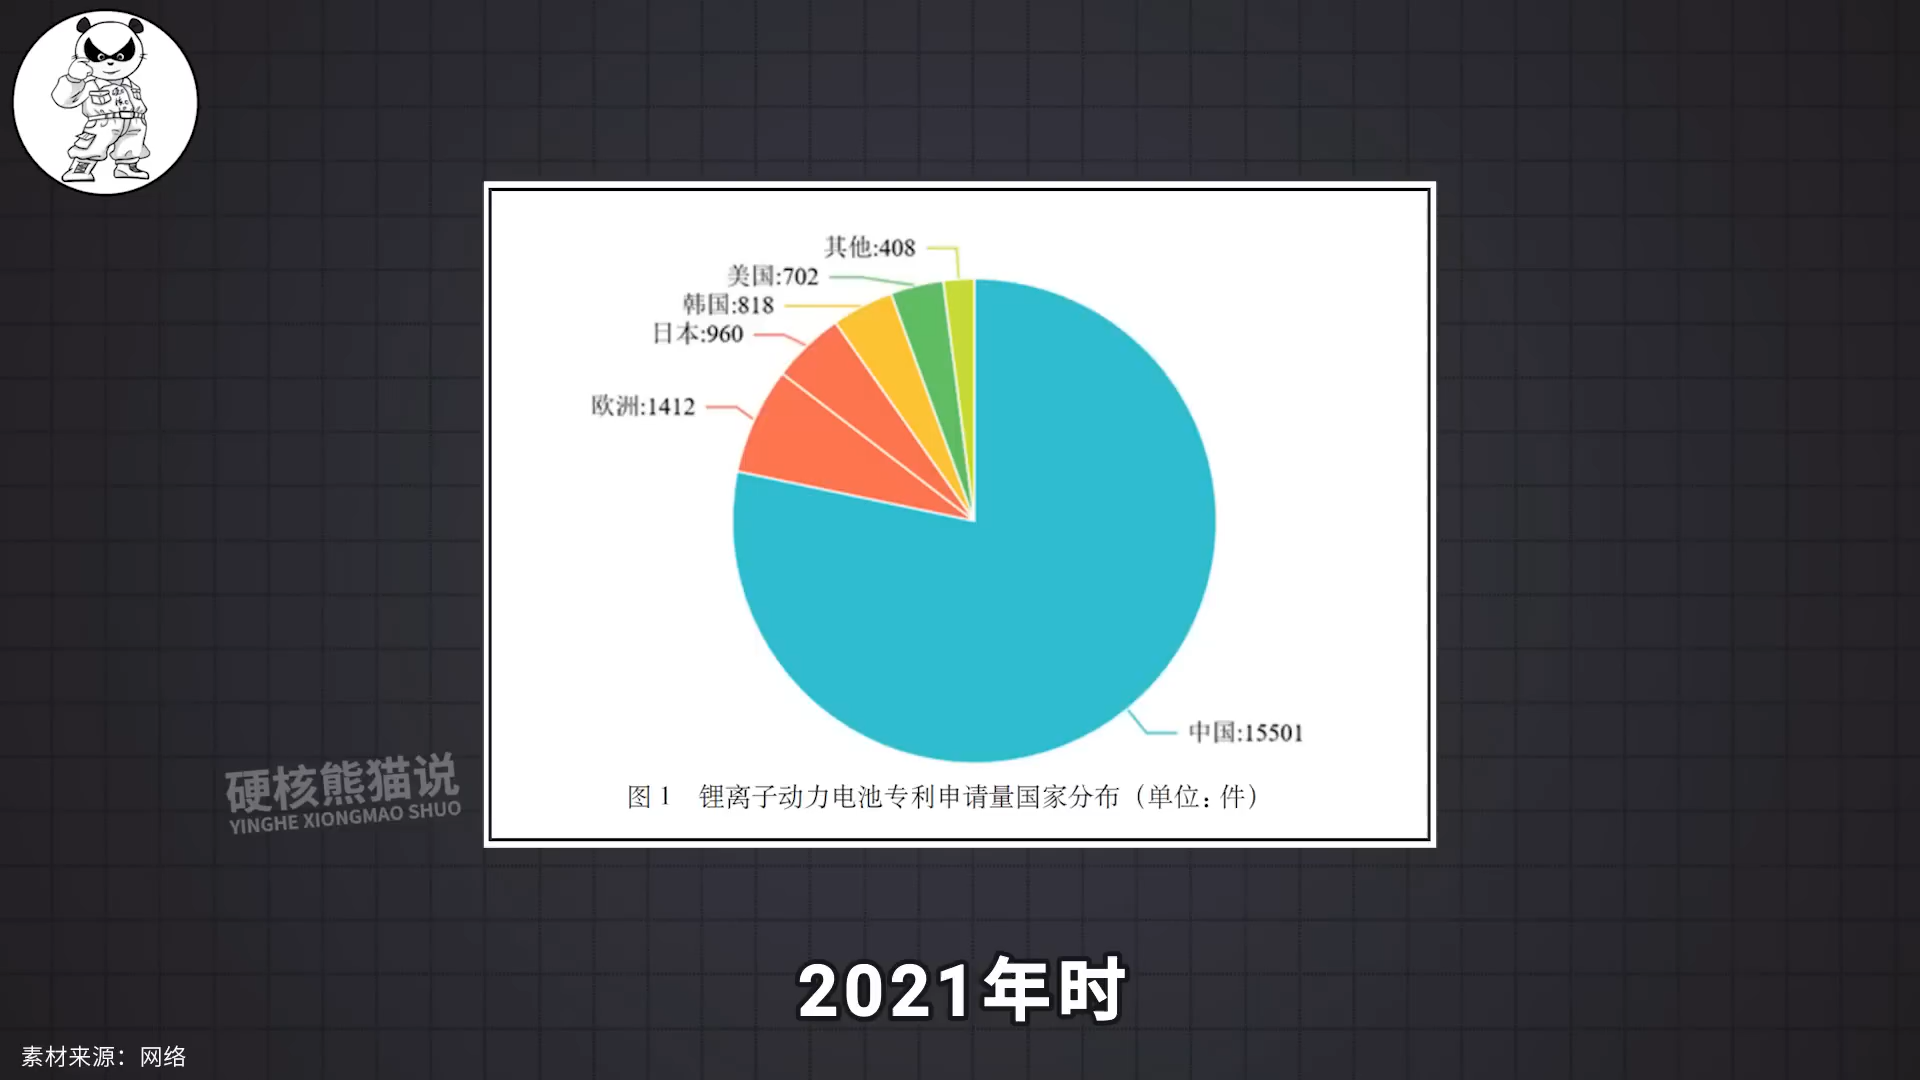 其他:408
美国:702
韩国:818
日本:960
欧洲:1412
中国:15501
图 1 锂离子动力电池专利申请量国家分布（单位: 件）
硬核熊猫说
YINGHE XIONGMAO SHUO
2021年时
素材来源：网络